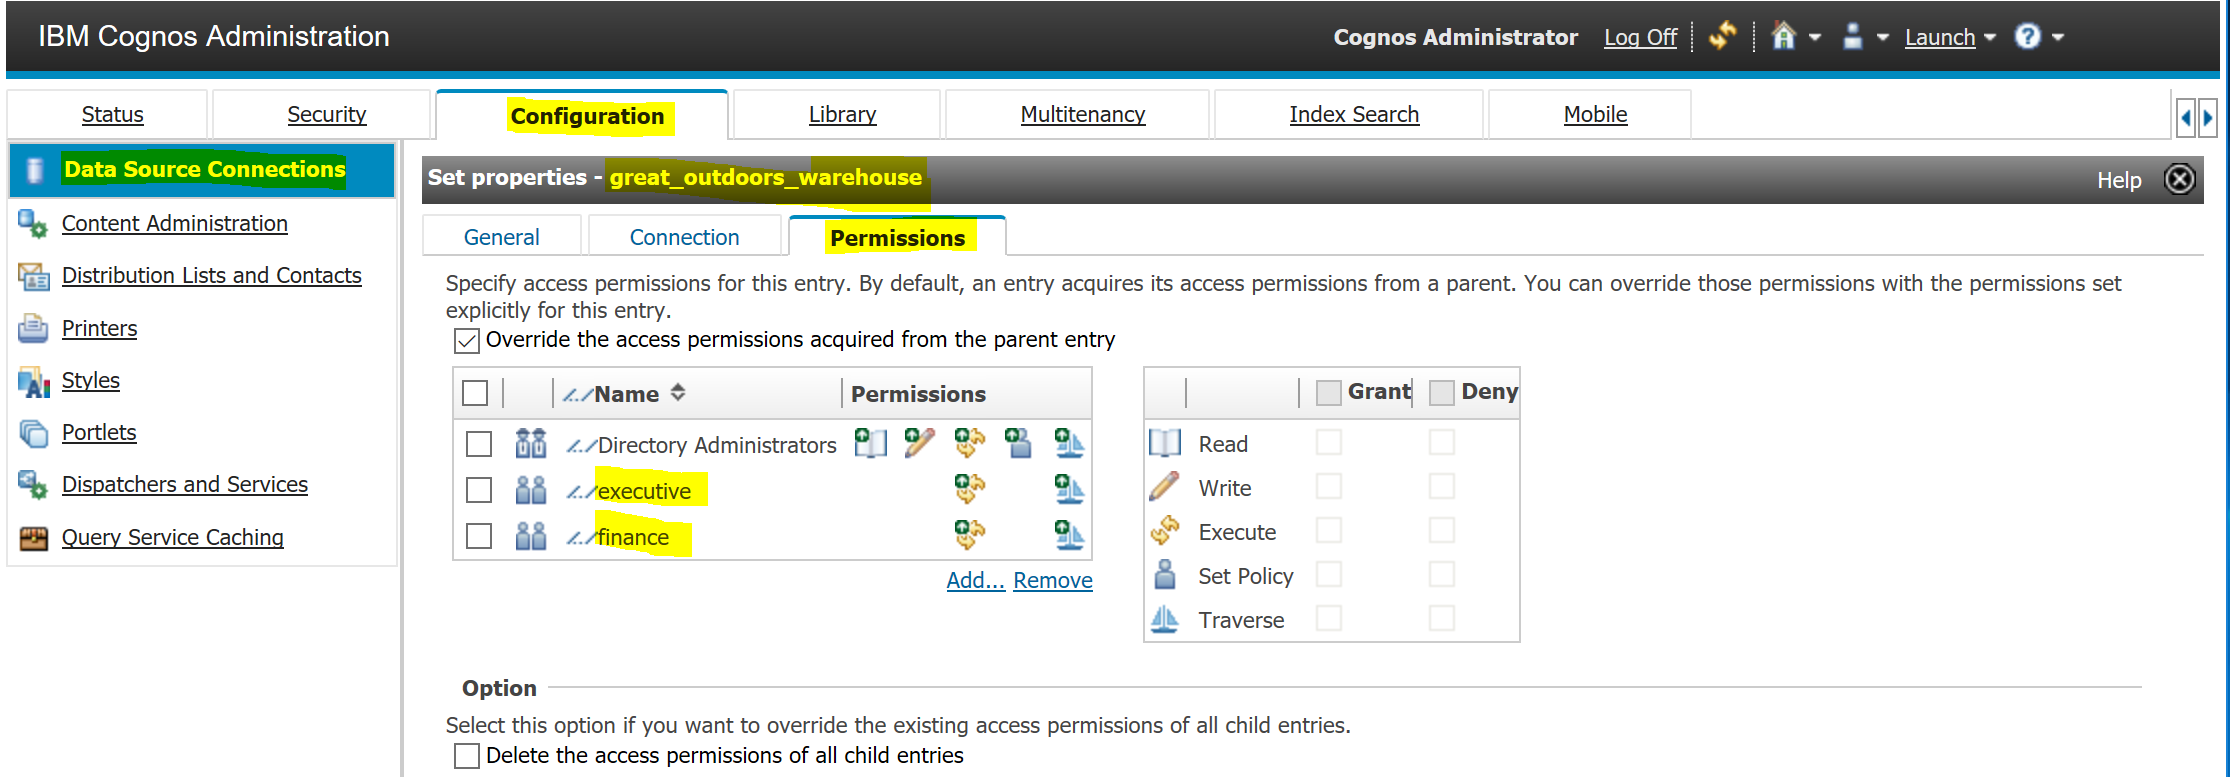 IBM Cognos Administration
Cognos Administrator Log Off Launch ?
Status Security Configuration Library Multitenancy Index Search Mobile
Data Source Connections
Content Administration
Distribution Lists and Contacts
Printers
Styles
Portlets
Dispatchers and Services
Query Service Caching
Set properties - great_outdoors_warehouse Help
General Connection Permissions
Specify access permissions for this entry. By default, an entry acquires its access permissions from a parent. You can override those permissions with the permissions set
explicitly for this entry.
Override the access permissions acquired from the parent entry
Name Permissions
Directory Administrators
executive
finance
Add... Remove
Grant Deny
Read
Write
Execute
Set Policy
Traverse
Option
Select this option if you want to override the existing access permissions of all child entries.
Delete the access permissions of all child entries